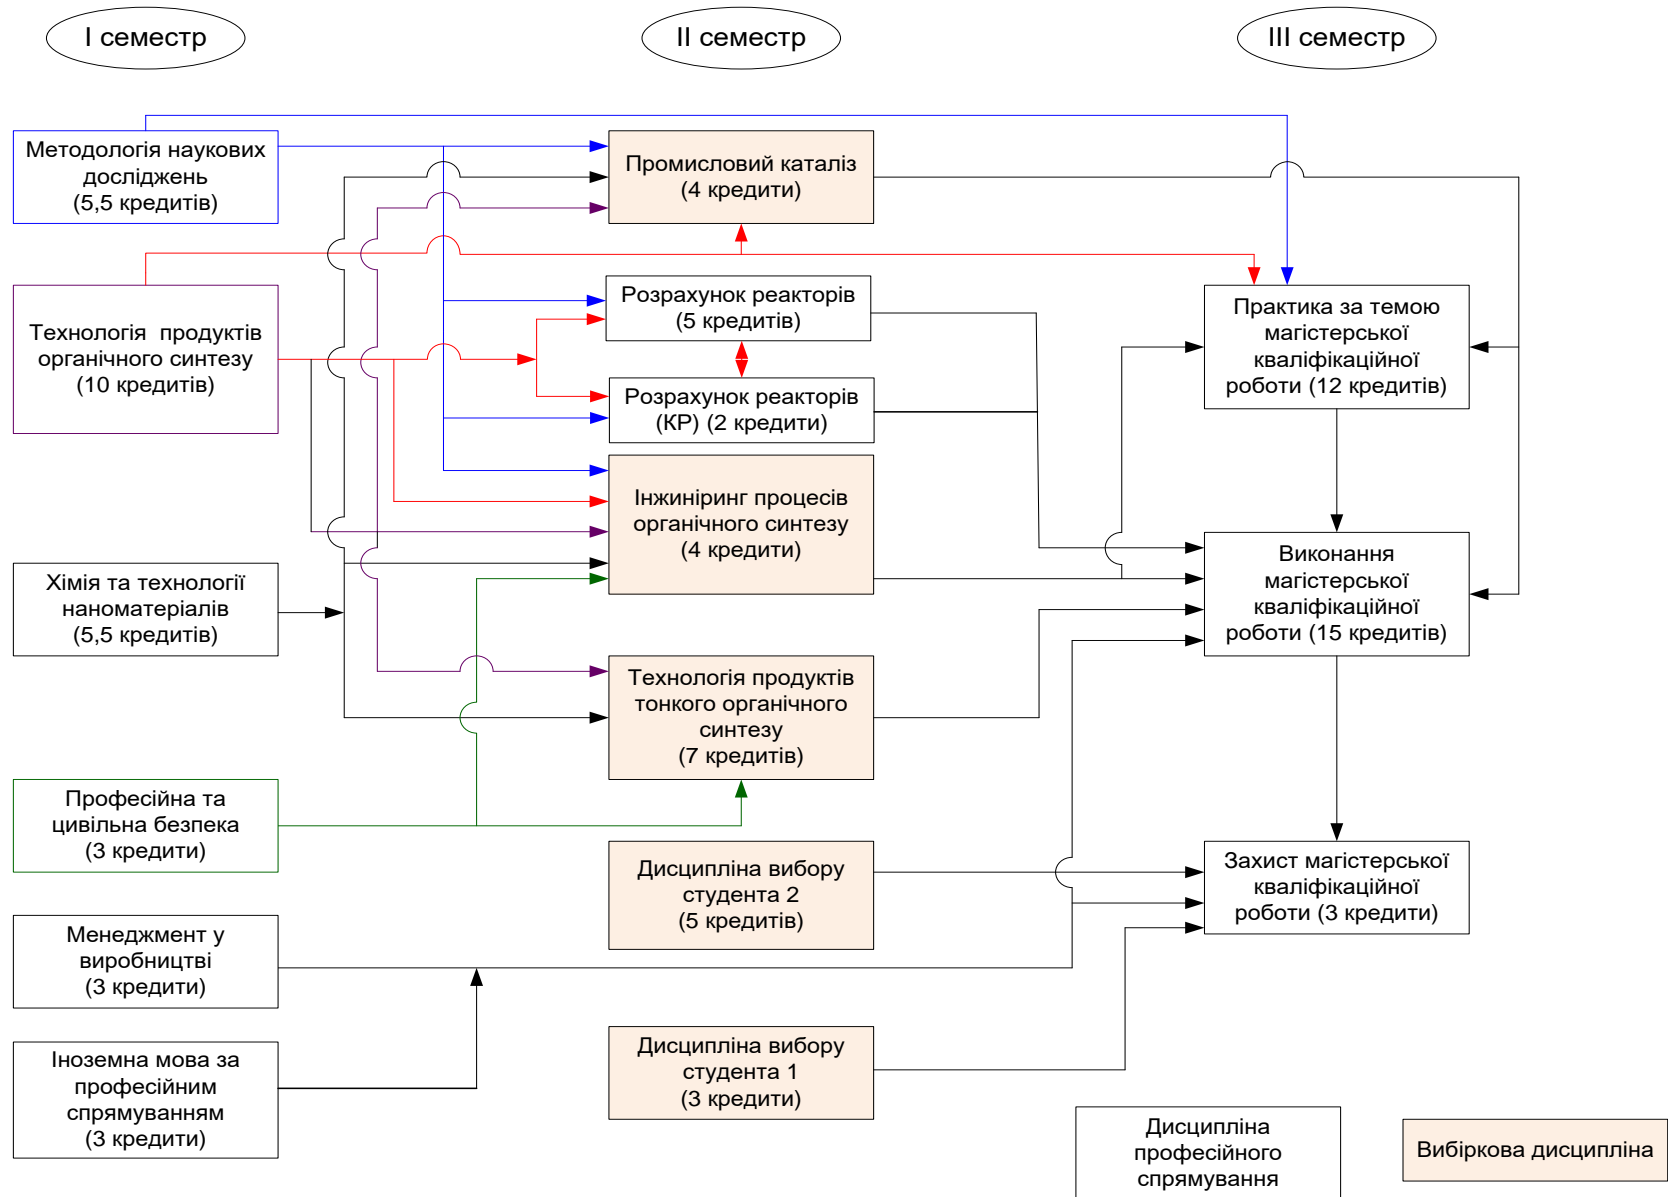 І семестр
ІІ семестр
ІІІ семестр
Методологія наукових
досліджень
(5,5 кредитів)
Технологія продуктів
органічного синтезу
(10 кредитів)
Хімія та технології
наноматеріалів
(5,5 кредитів)
Професійна та
цивільна безпека
(3 кредити)
Менеджмент у
виробництві
(3 кредити)
Іноземна мова за
професійним
спрямуванням
(3 кредити)
Промисловий каталіз
(4 кредити)
Розрахунок реакторів
(5 кредитів)
Розрахунок реакторів
(КР) (2 кредити)
Інжиніринг процесів
органічного синтезу
(4 кредити)
Технологія продуктів
тонкого органічного
синтезу
(7 кредитів)
Дисципліна вибору
студента 2
(5 кредитів)
Дисципліна вибору
студента 1
(3 кредити)
Практика за темою
магістерської
кваліфікаційної
роботи (12 кредитів)
Виконання
магістерської
кваліфікаційної
роботи (15 кредитів)
Захист магістерської
кваліфікаційної
роботи (3 кредити)
Дисципліна
професійного
спрямування
Вибіркова дисципліна